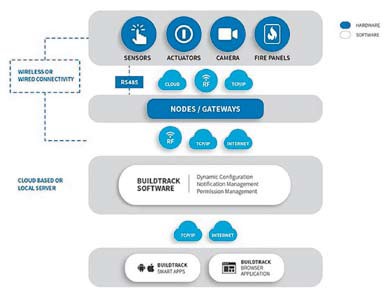 HARDWARE
SOFTWARE
SENSORS
ACTUATORS
CAMERA
FIRE PANELS
WIRELESS OR
WIRED CONNECTIVITY
RS485
CLOUD
RF
TCP/IP
NODES / GATEWAYS
RF
TCP/IP
INTERNET
CLOUD BASED OR
LOCAL SERVER
BUILDTRACK
SOFTWARE
Dynamic Configuration
Notification Management
Permission Management
TCP/IP
INTERNET
BUILDTRACK
SMART APPS
BUILDTRACK
BROWSER
APPLICATION